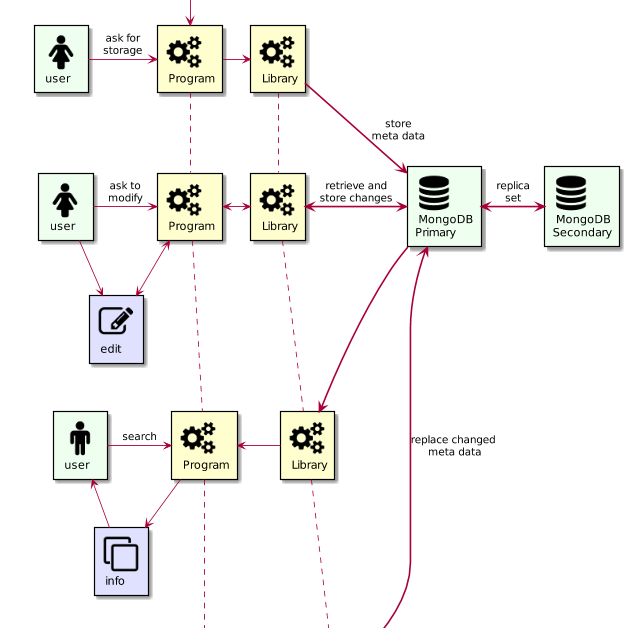 ask for
storage
user
Program
Library
store
meta data
ask to
modify
retrieve and
store changes
replica
set
user
Program
Library
MongoDB
Primary
MongoDB
Secondary
edit
search
replace changed
meta data
user
Program
Library
info